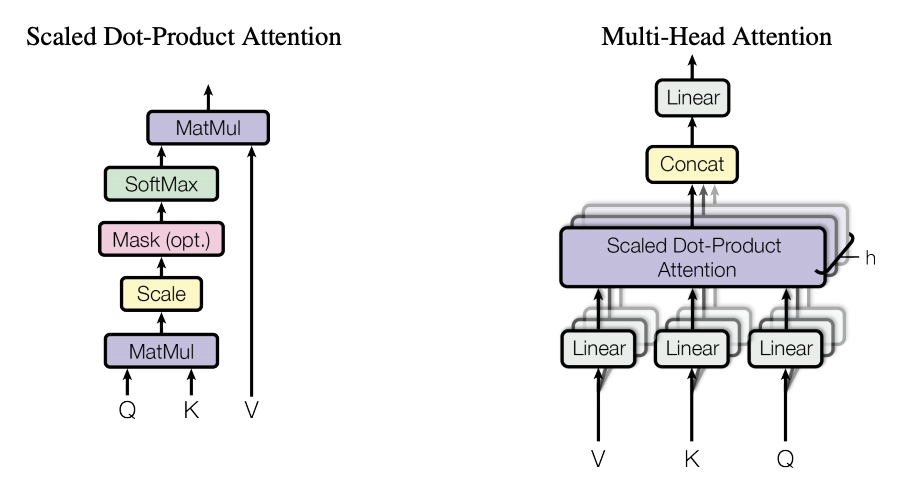 Scaled Dot-Product Attention
MatMul
SoftMax
Mask (opt.)
Scale
MatMul
Q K V
Multi-Head Attention
Linear
Concat
Scaled Dot-Product
Attention
h
Linear Linear Linear
V K Q